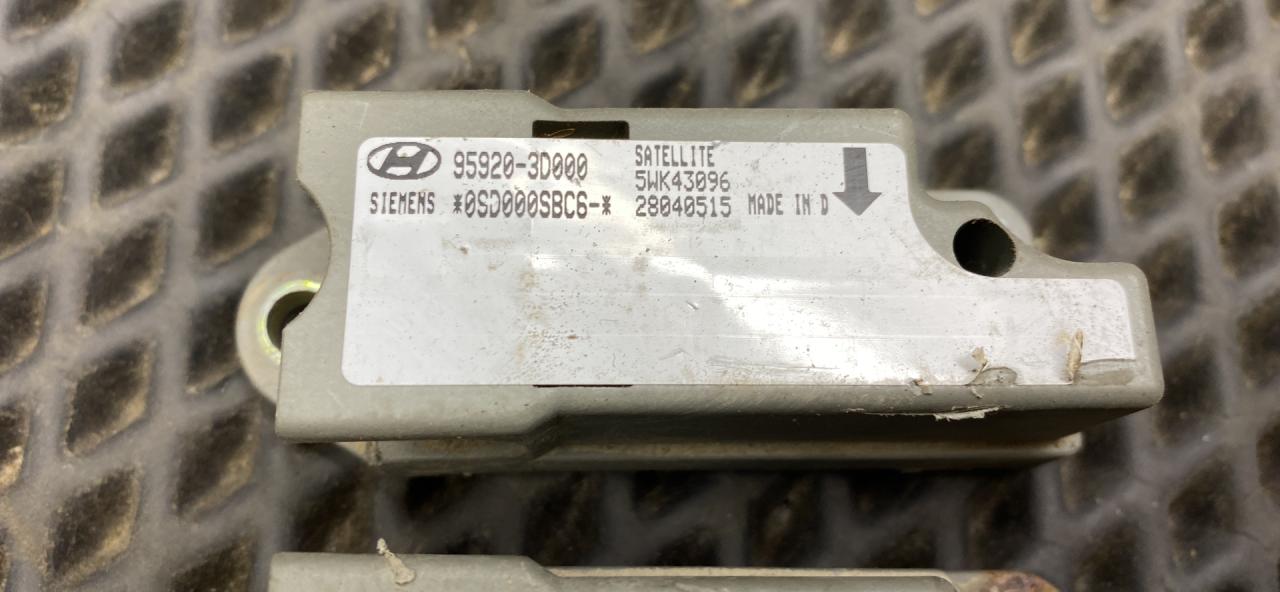 95920-3D000
SIEMENS *0SD000SBC6-*
SATELLITE
5WK43096
28040515 MADE IN D